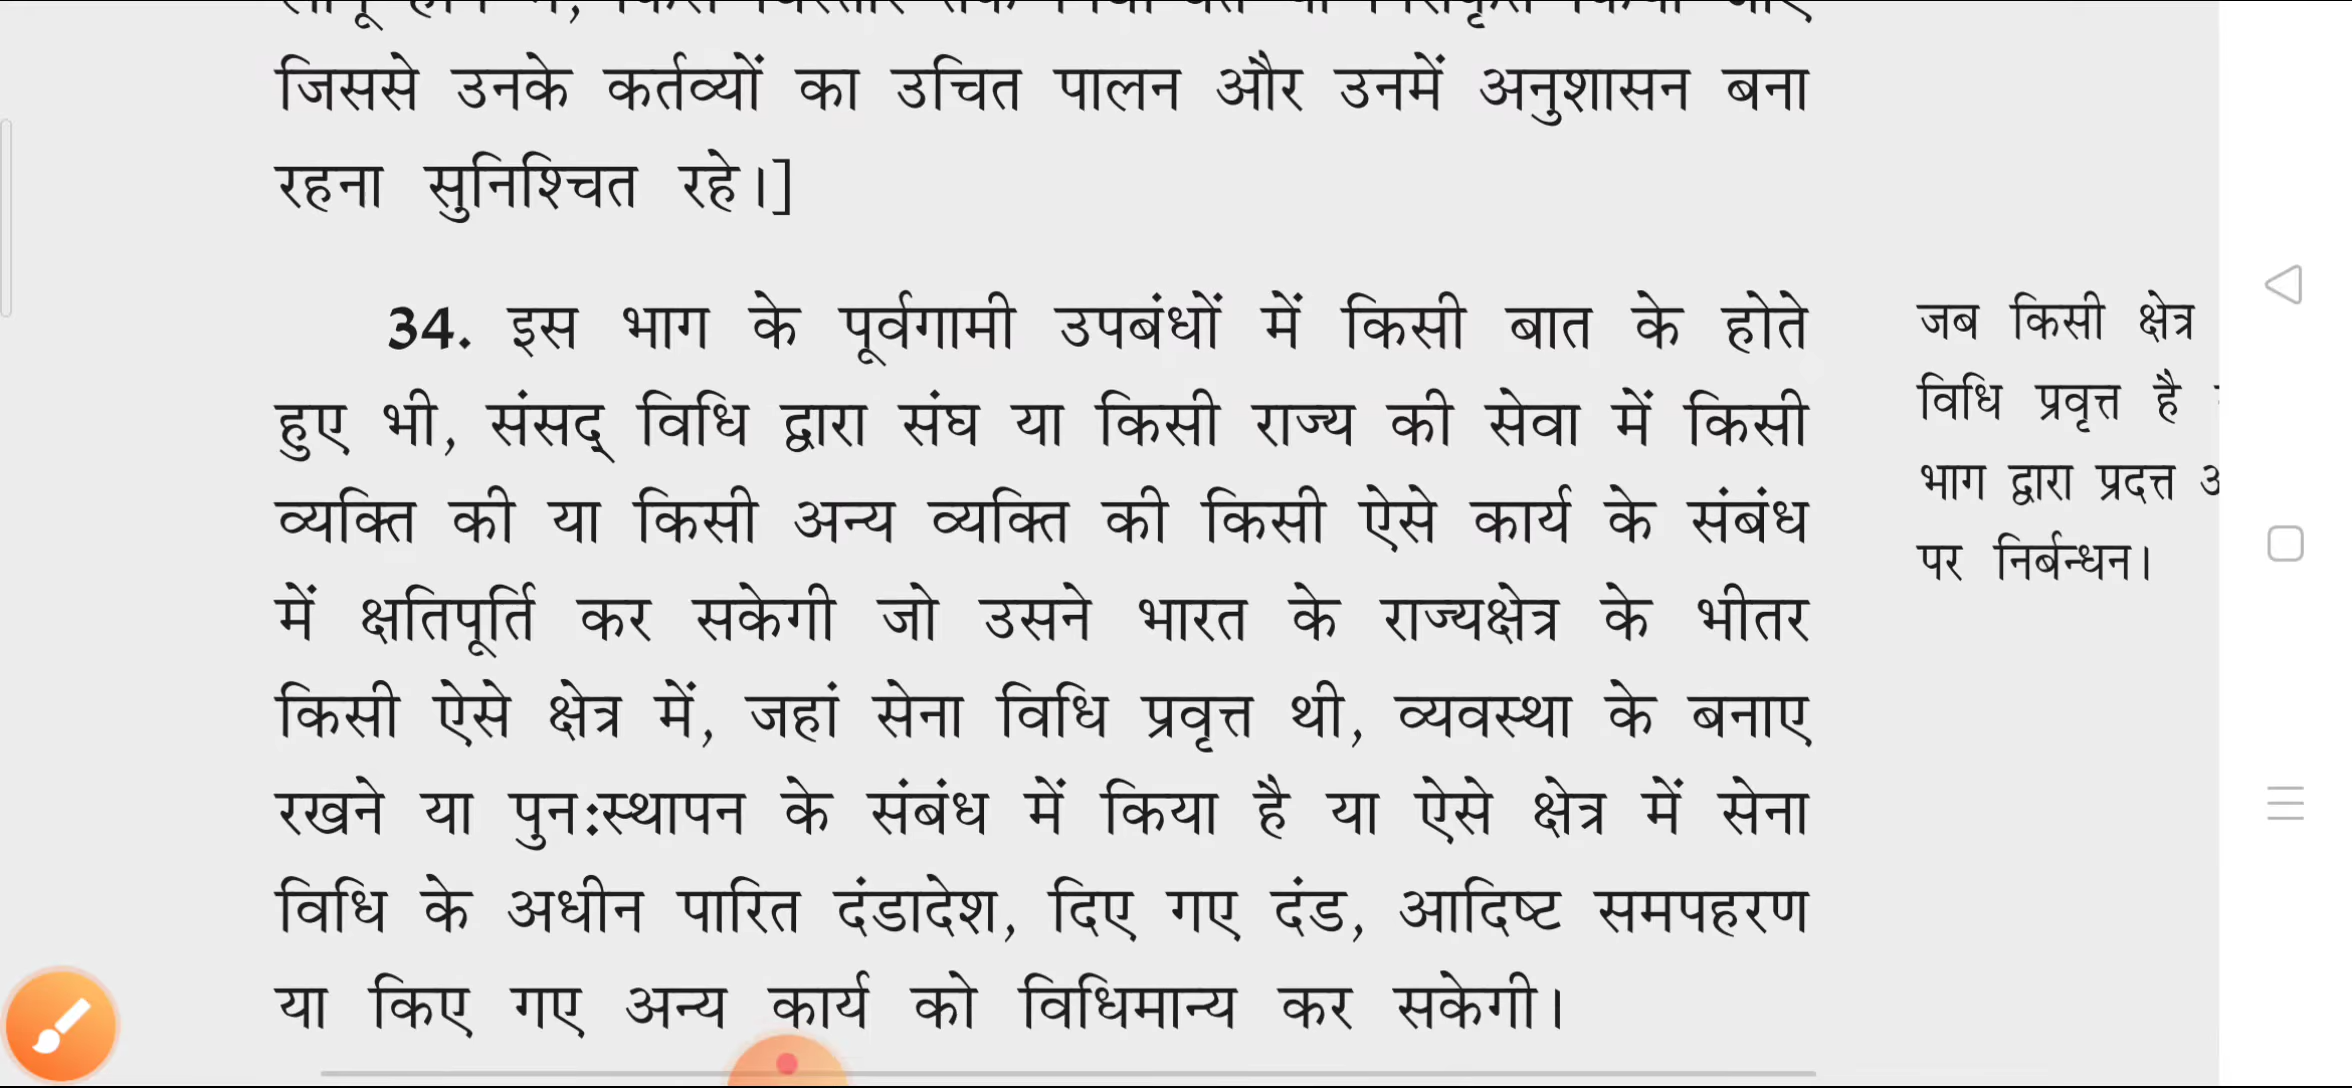 जिससे उनके कर्तव्यों का उचित पालन और उनमें अनुशासन बना
रहना सुनिश्चित रहे।]
34. इस भाग के पूर्वगामी उपबंधों में किसी बात के होते
हुए भी, संसद् विधि द्वारा संघ या किसी राज्य की सेवा में किसी
व्यक्ति की या किसी अन्य व्यक्ति की किसी ऐसे कार्य के संबंध
में क्षतिपूर्ति कर सकेगी जो उसने भारत के राज्यक्षेत्र के भीतर
किसी ऐसे क्षेत्र में, जहां सेना विधि प्रवृत्त थी, व्यवस्था के बनाए
रखने या पुनःस्थापन के संबंध में किया है या ऐसे क्षेत्र में सेना
विधि के अधीन पारित दंडादेश, दिए गए दंड, आदिष्ट समपहरण
या किए गए अन्य कार्य को विधिमान्य कर सकेगी।
जब किसी क्षेत्र
विधि प्रवृत्त है
भाग द्वारा प्रदत्त
पर निर्बन्धन।